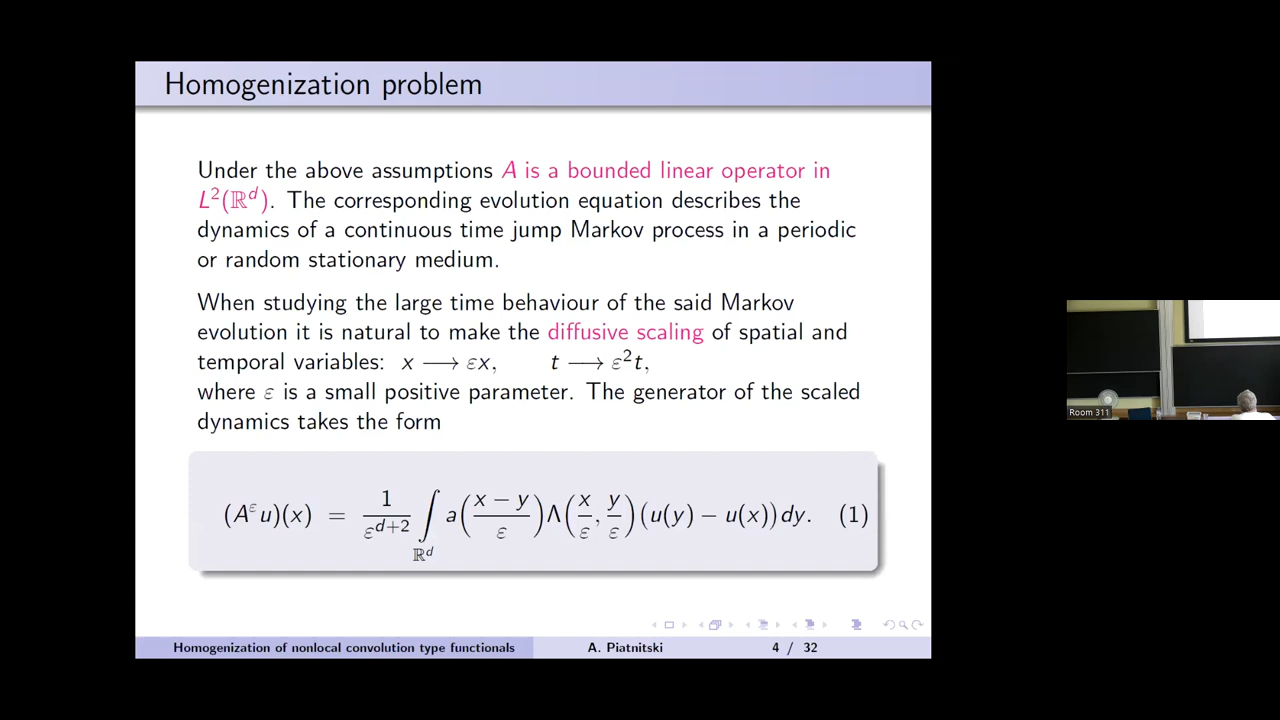 Homogenization problem
Under the above assumptions A is a bounded linear operator in
L²(ℝᵈ). The corresponding evolution equation describes the
dynamics of a continuous time jump Markov process in a periodic
or random stationary medium.
When studying the large time behaviour of the said Markov
evolution it is natural to make the diffusive scaling of spatial and
temporal variables: x ⟶ εx, t ⟶ ε²t,
where ε is a small positive parameter. The generator of the scaled
dynamics takes the form
(A^ε u)(x) = 1/ε^{d+2} ∫_{ℝᵈ} a((x − y)/ε) Λ(x/ε, y/ε) (u(y) − u(x)) dy. (1)
Homogenization of nonlocal convolution type functionals A. Piatnitski 4 / 32
Room 311